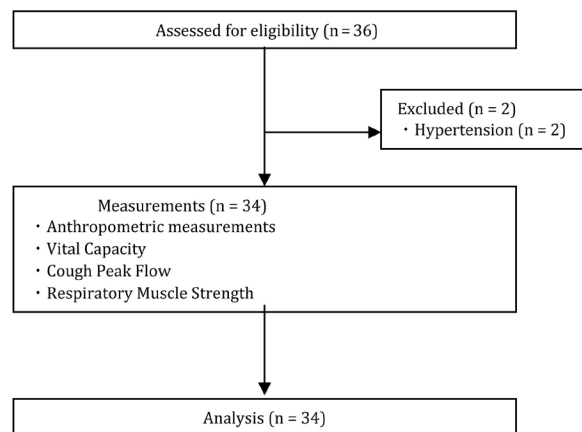 Assessed for eligibility (n = 36)
Excluded (n = 2)
・Hypertension (n = 2)
Measurements (n = 34)
・Anthropometric measurements
・Vital Capacity
・Cough Peak Flow
・Respiratory Muscle Strength
Analysis (n = 34)